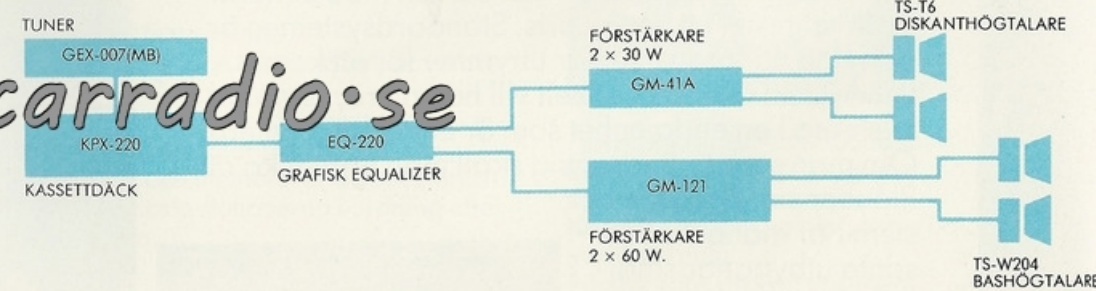 TUNER
GEX-007(MB)
carradio·se
KPX-220
KASSETTDÄCK
EQ-220
GRAFISK EQUALIZER
FÖRSTÄRKARE
2 × 30 W
GM-41A
TS-T6
DISKANTHÖGTALARE
GM-121
FÖRSTÄRKARE
2 × 60 W.
TS-W204
BASHÖGTALARE